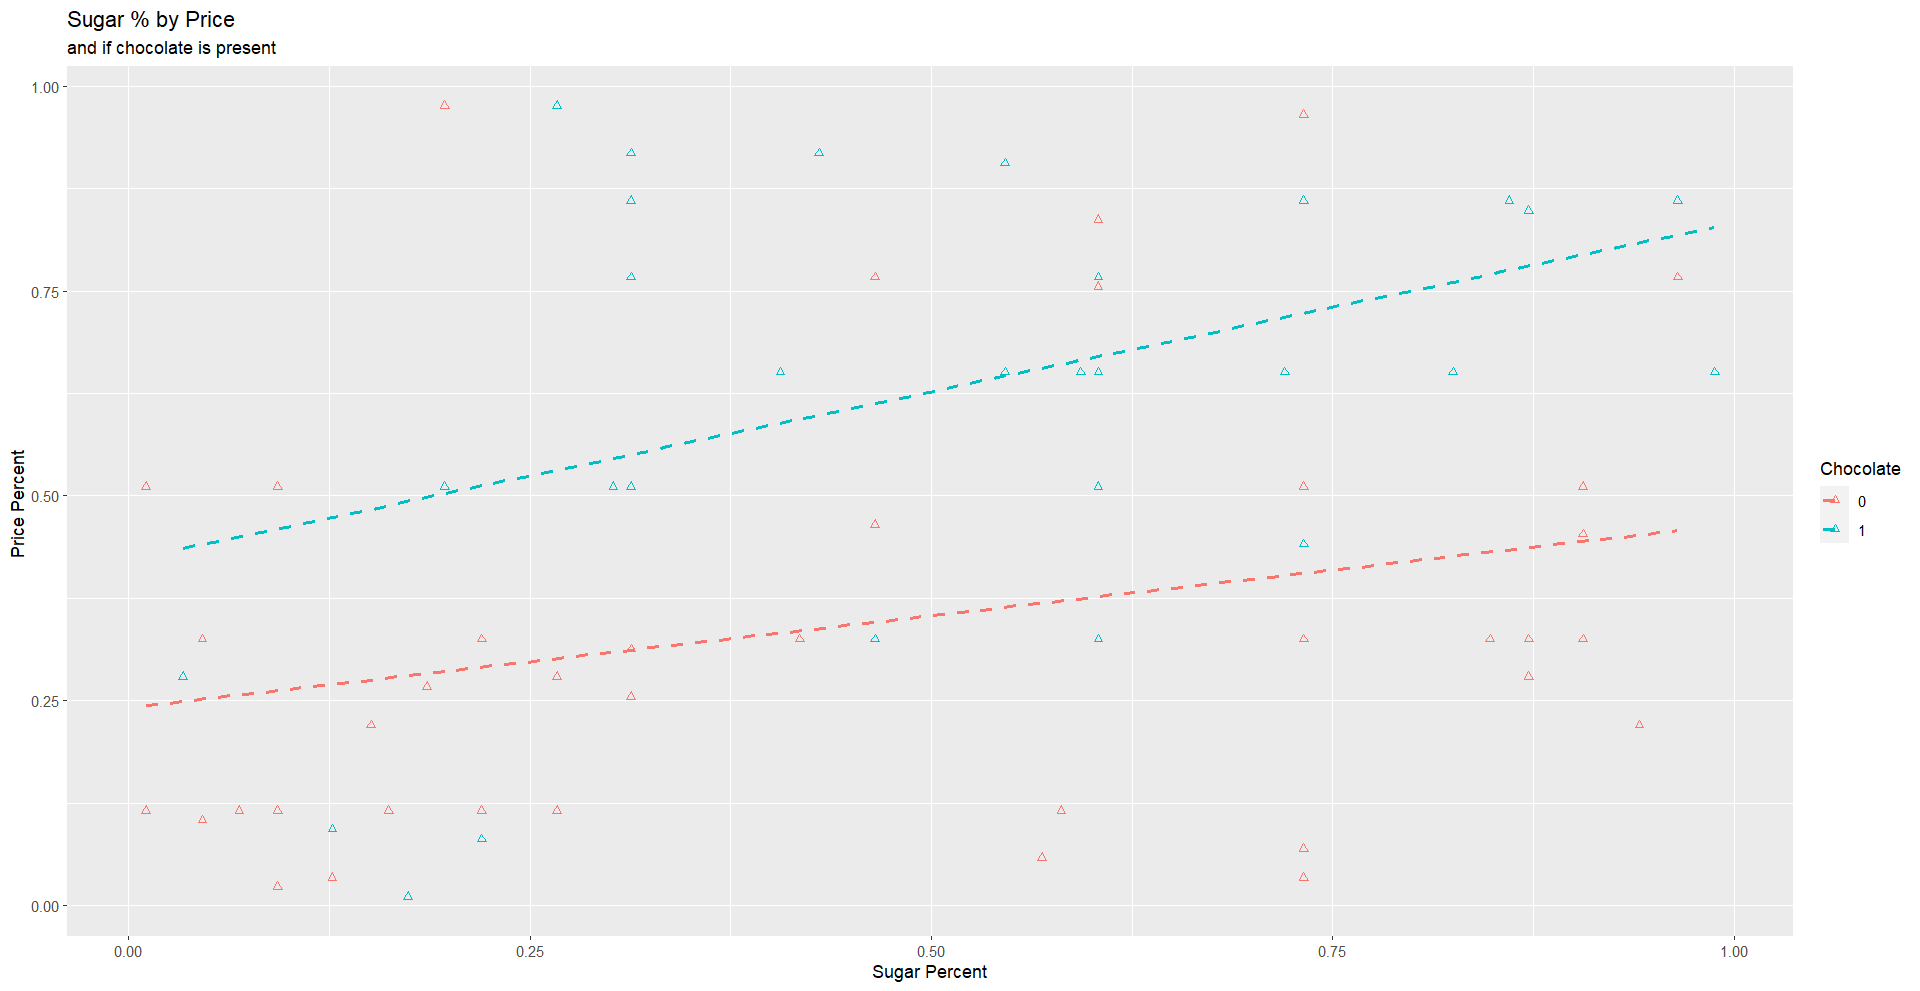 Sugar % by Price
and if chocolate is present
1.00
0.75
0.50
0.25
0.00
Price Percent
0.00 0.25 0.50 0.75 1.00
Sugar Percent
Chocolate
0
1